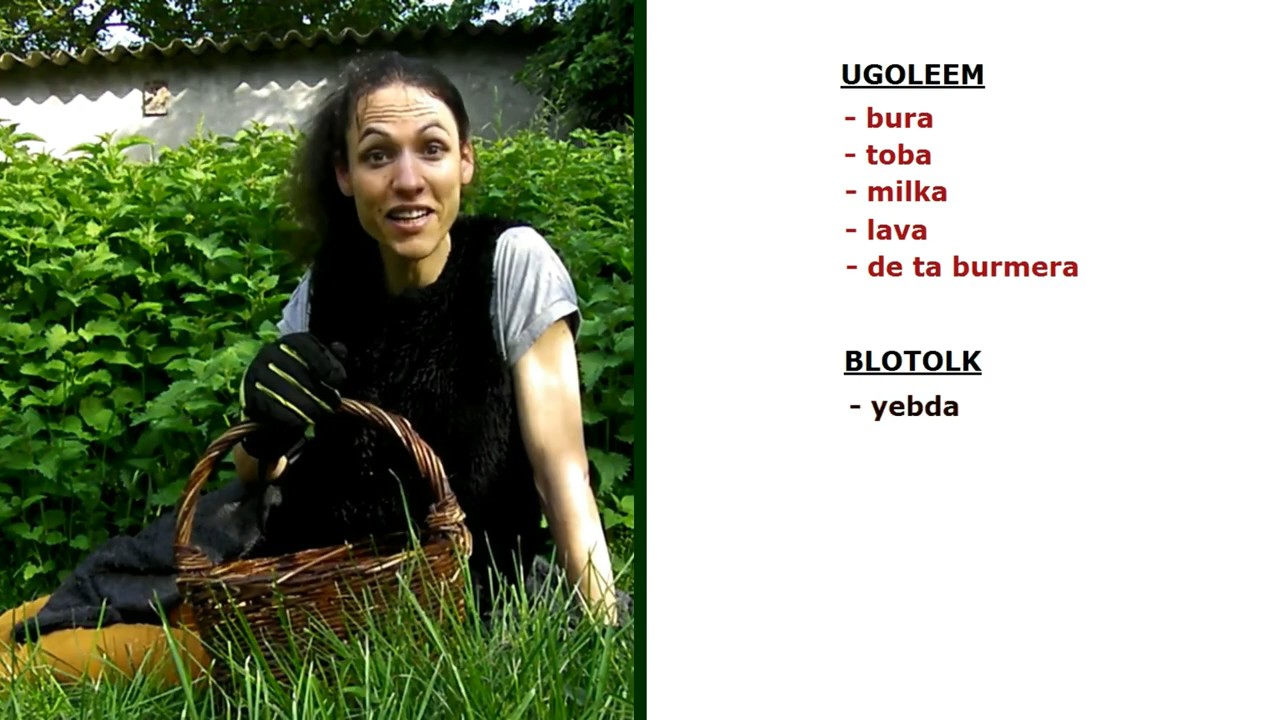 UGOLEEM
- bura
- toba
- milka
- lava
- de ta burmera
BLOTOLK
- yebda